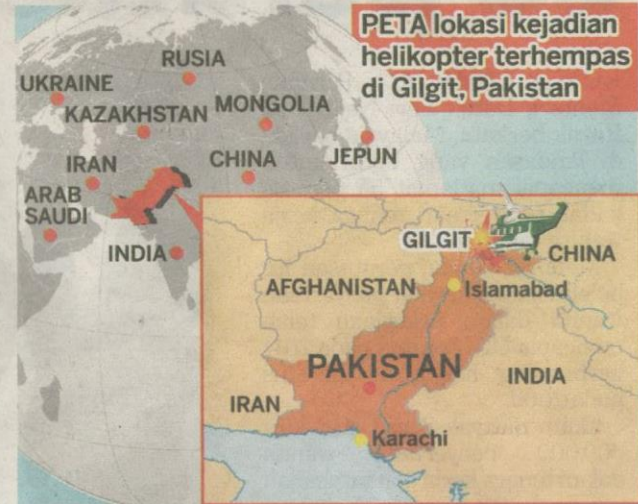 PETA lokasi kejadian
helikopter terhempas
di Gilgit, Pakistan
RUSIA
UKRAINE
KAZAKHSTAN
MONGOLIA
IRAN
CHINA
JEPUN
ARAB
SAUDI
INDIA
GILGIT
CHINA
AFGHANISTAN
Islamabad
PAKISTAN
INDIA
IRAN
Karachi